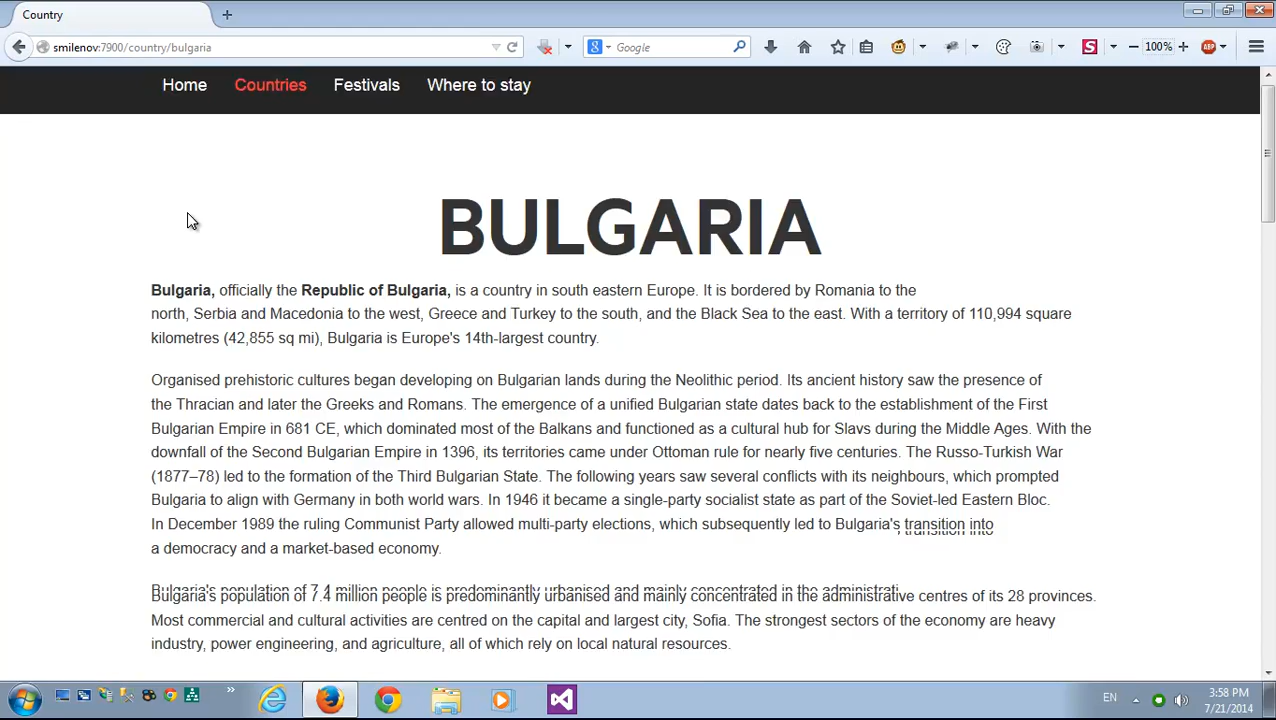 Country
smilenov:7900/country/bulgaria
Google
100%
ABP
Home Countries Festivals Where to stay
BULGARIA
Bulgaria, officially the Republic of Bulgaria, is a country in south eastern Europe. It is bordered by Romania to the
north, Serbia and Macedonia to the west, Greece and Turkey to the south, and the Black Sea to the east. With a territory of 110,994 square
kilometres (42,855 sq mi), Bulgaria is Europe's 14th-largest country.
Organised prehistoric cultures began developing on Bulgarian lands during the Neolithic period. Its ancient history saw the presence of
the Thracian and later the Greeks and Romans. The emergence of a unified Bulgarian state dates back to the establishment of the First
Bulgarian Empire in 681 CE, which dominated most of the Balkans and functioned as a cultural hub for Slavs during the Middle Ages. With the
downfall of the Second Bulgarian Empire in 1396, its territories came under Ottoman rule for nearly five centuries. The Russo-Turkish War
(1877–78) led to the formation of the Third Bulgarian State. The following years saw several conflicts with its neighbours, which prompted
Bulgaria to align with Germany in both world wars. In 1946 it became a single-party socialist state as part of the Soviet-led Eastern Bloc.
In December 1989 the ruling Communist Party allowed multi-party elections, which subsequently led to Bulgaria's transition into
a democracy and a market-based economy.
Bulgaria's population of 7.4 million people is predominantly urbanised and mainly concentrated in the administrative centres of its 28 provinces.
Most commercial and cultural activities are centred on the capital and largest city, Sofia. The strongest sectors of the economy are heavy
industry, power engineering, and agriculture, all of which rely on local natural resources.
EN
3:58 PM
7/21/2014